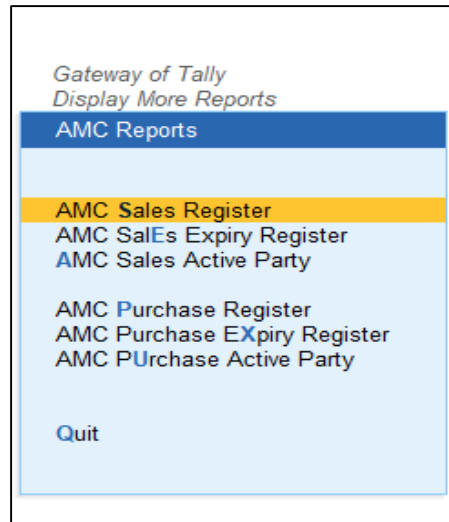 Gateway of Tally
Display More Reports
AMC Reports
AMC Sales Register
AMC SalEs Expiry Register
AMC Sales Active Party
AMC Purchase Register
AMC Purchase EXpiry Register
AMC PUrchase Active Party
Quit